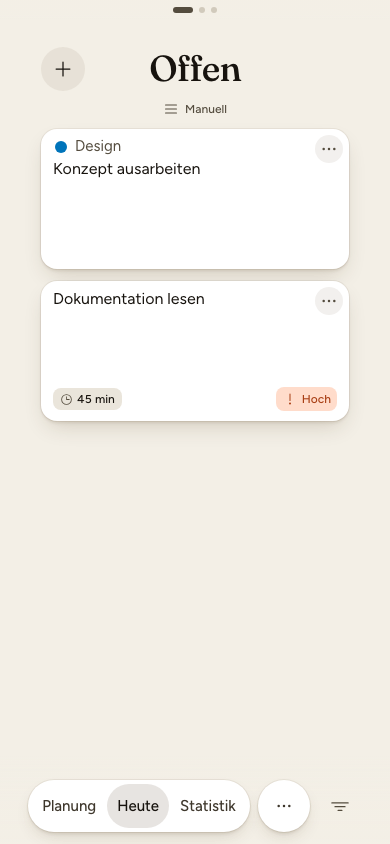 Offen
Manuell
Design
Konzept ausarbeiten
Dokumentation lesen
45 min
Hoch
Planung
Heute
Statistik